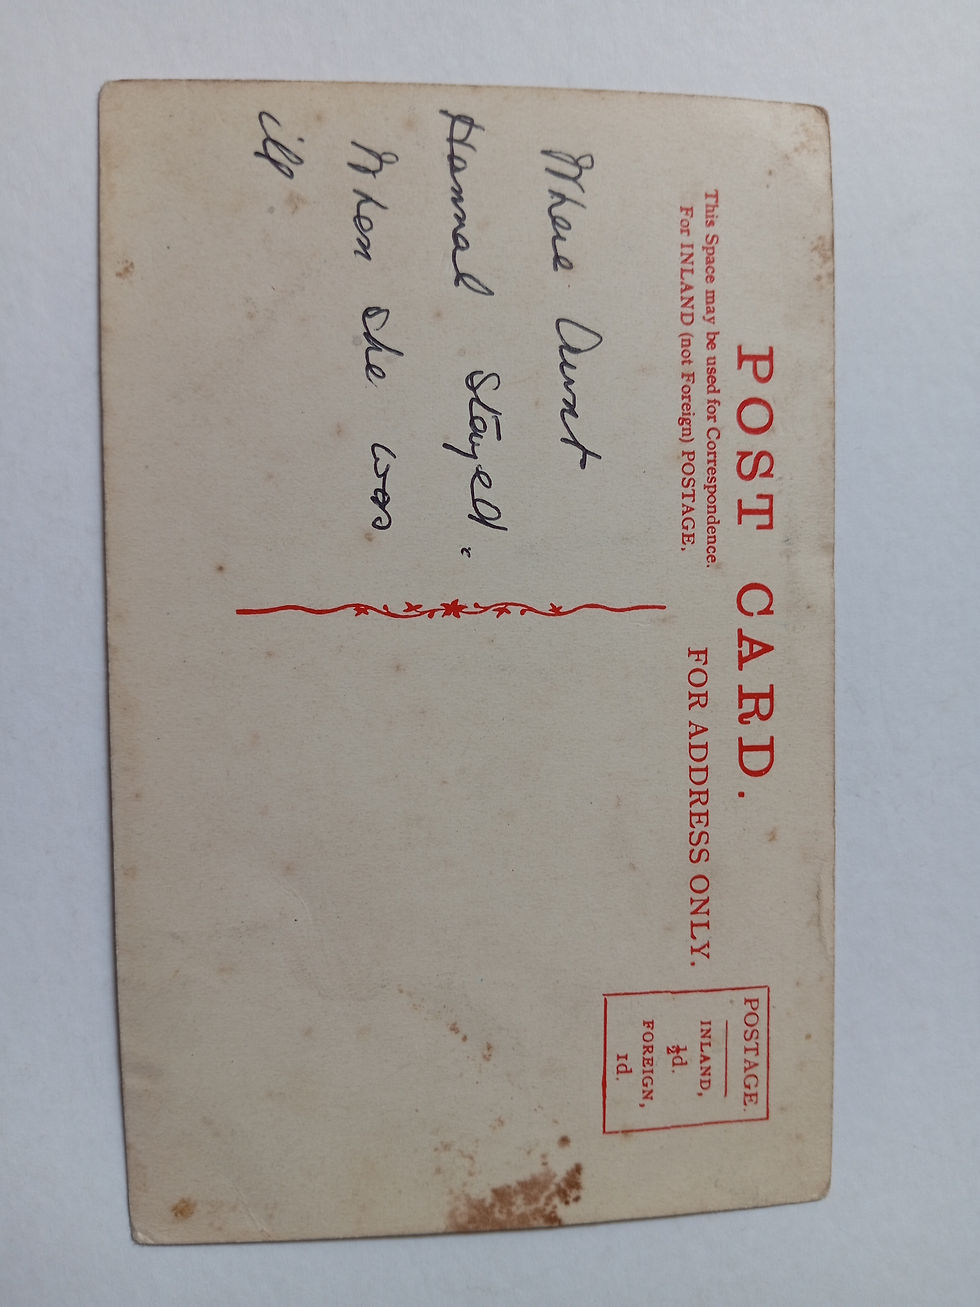 POST CARD.
This Space may be used for Correspondence.
For INLAND (not Foreign) POSTAGE,
FOR ADDRESS ONLY.
POSTAGE.
INLAND,
½d.
FOREIGN,
1d.
Where Aunt
Hannah Stayed.
When she was
ill